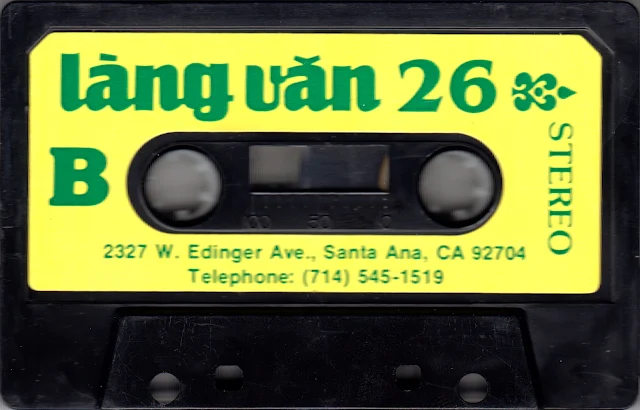 làng văn 26
STEREO
B
100 50 0
2327 W. Edinger Ave., Santa Ana, CA 92704
Telephone: (714) 545-1519